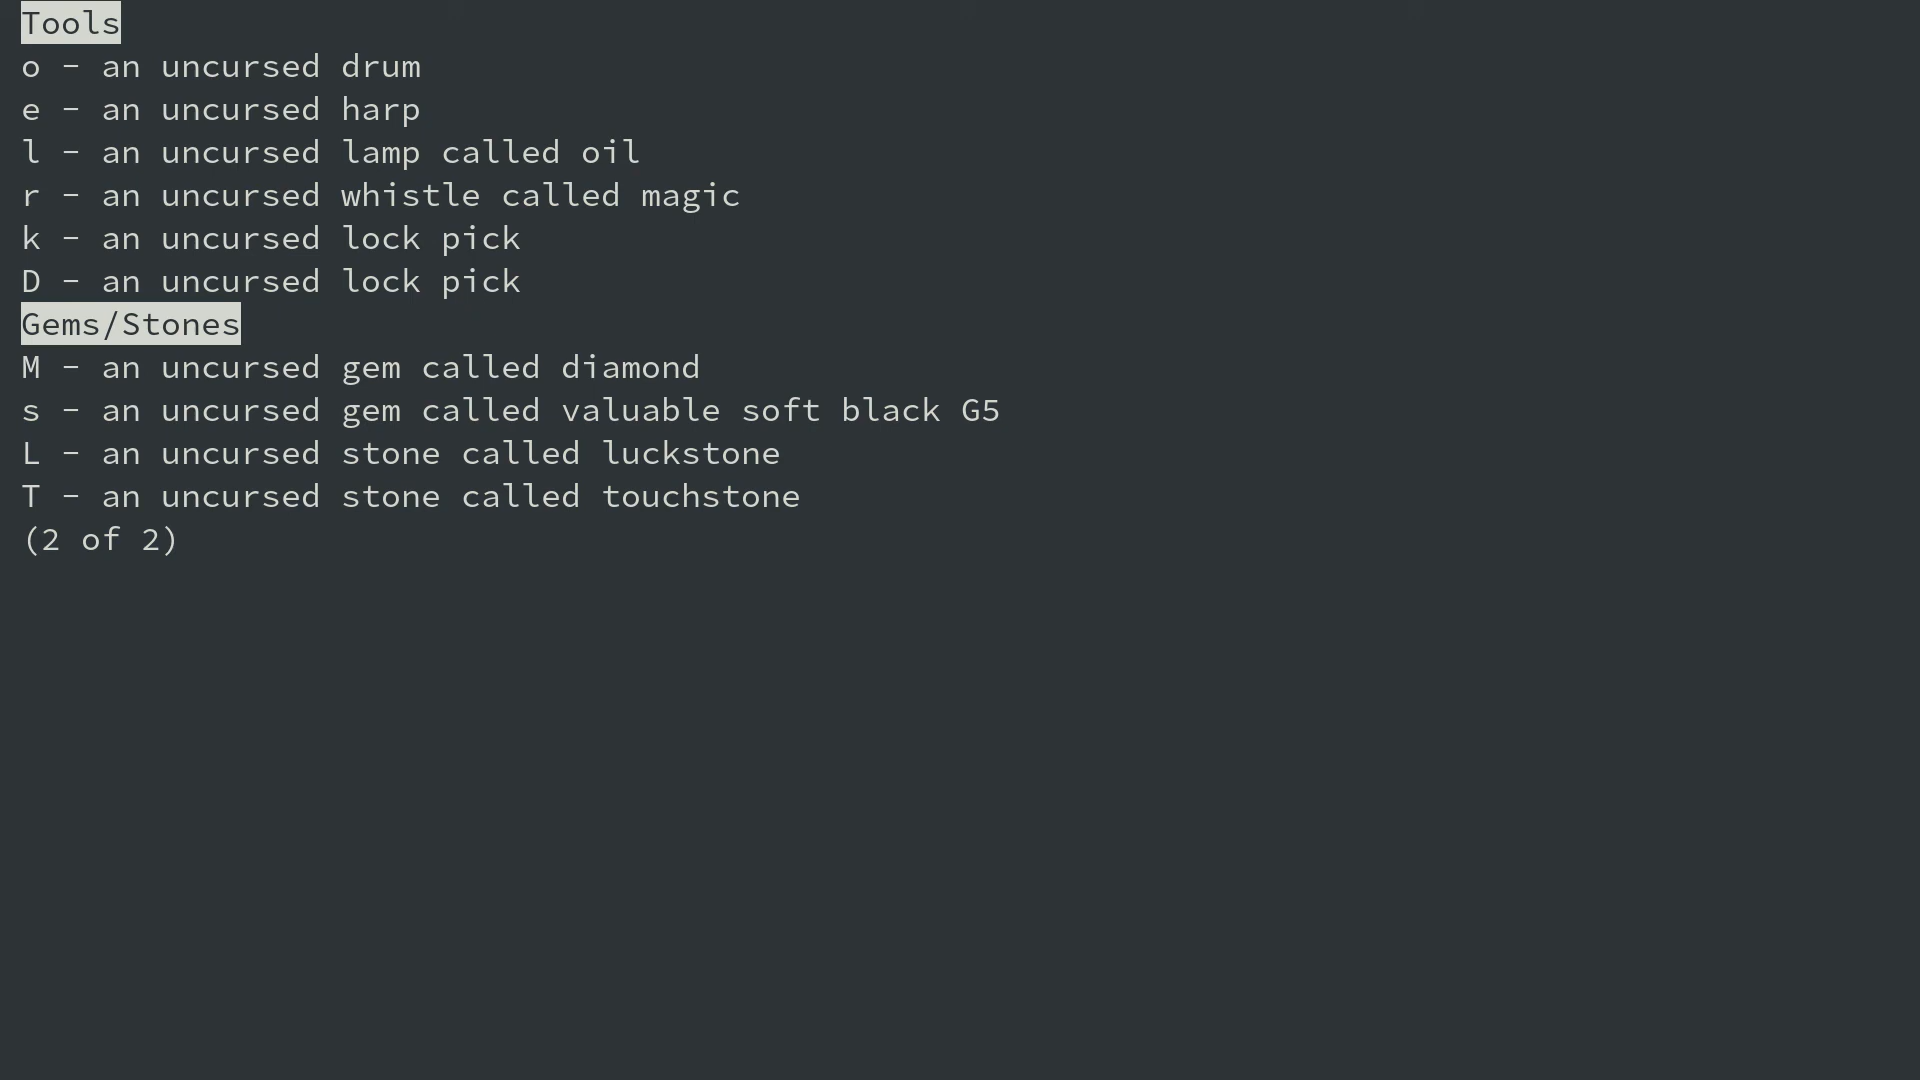 Tools
o - an uncursed drum
e - an uncursed harp
l - an uncursed lamp called oil
r - an uncursed whistle called magic
k - an uncursed lock pick
D - an uncursed lock pick
Gems/Stones
M - an uncursed gem called diamond
s - an uncursed gem called valuable soft black G5
L - an uncursed stone called luckstone
T - an uncursed stone called touchstone
(2 of 2)